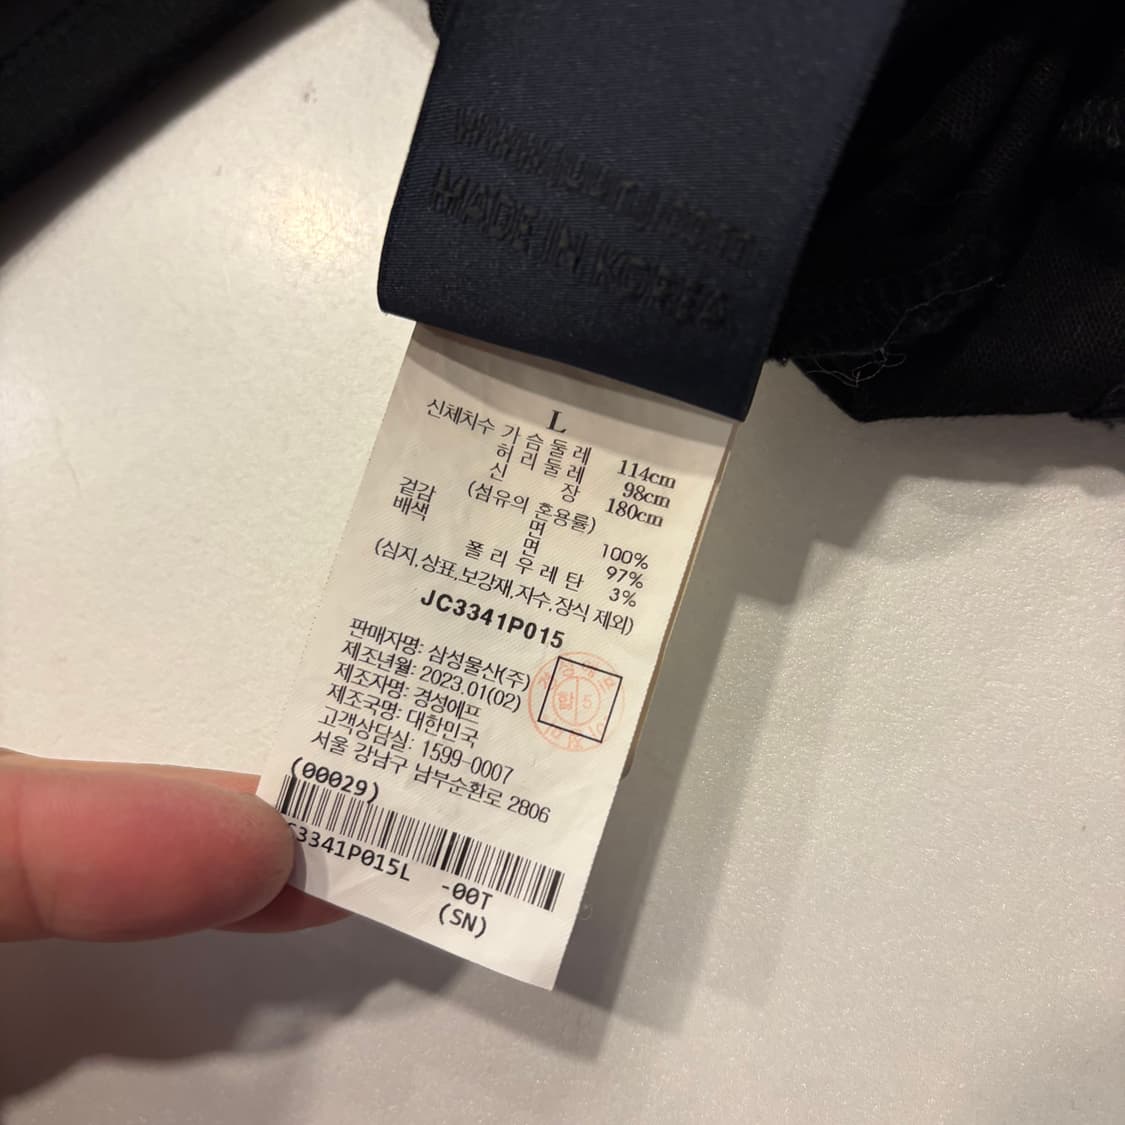 MADE IN KOREA
L
신체치수 가슴둘레 114cm
허리둘레 98cm
신장 180cm
(섬유의 혼용률)
겉감 면 100%
배색 면 97%
폴리우레탄 3%
(심지,상표,보강재,자수,장식 제외)
JC3341P015
판매자명: 삼성물산(주)
제조년월: 2023.01(02)
제조자명: 경성에프
제조국명: 대한민국
고객상담실: 1599-0007
서울 강남구 남부순환로 2806
(00029)
C3341P015L -00T
(SN)
합 5